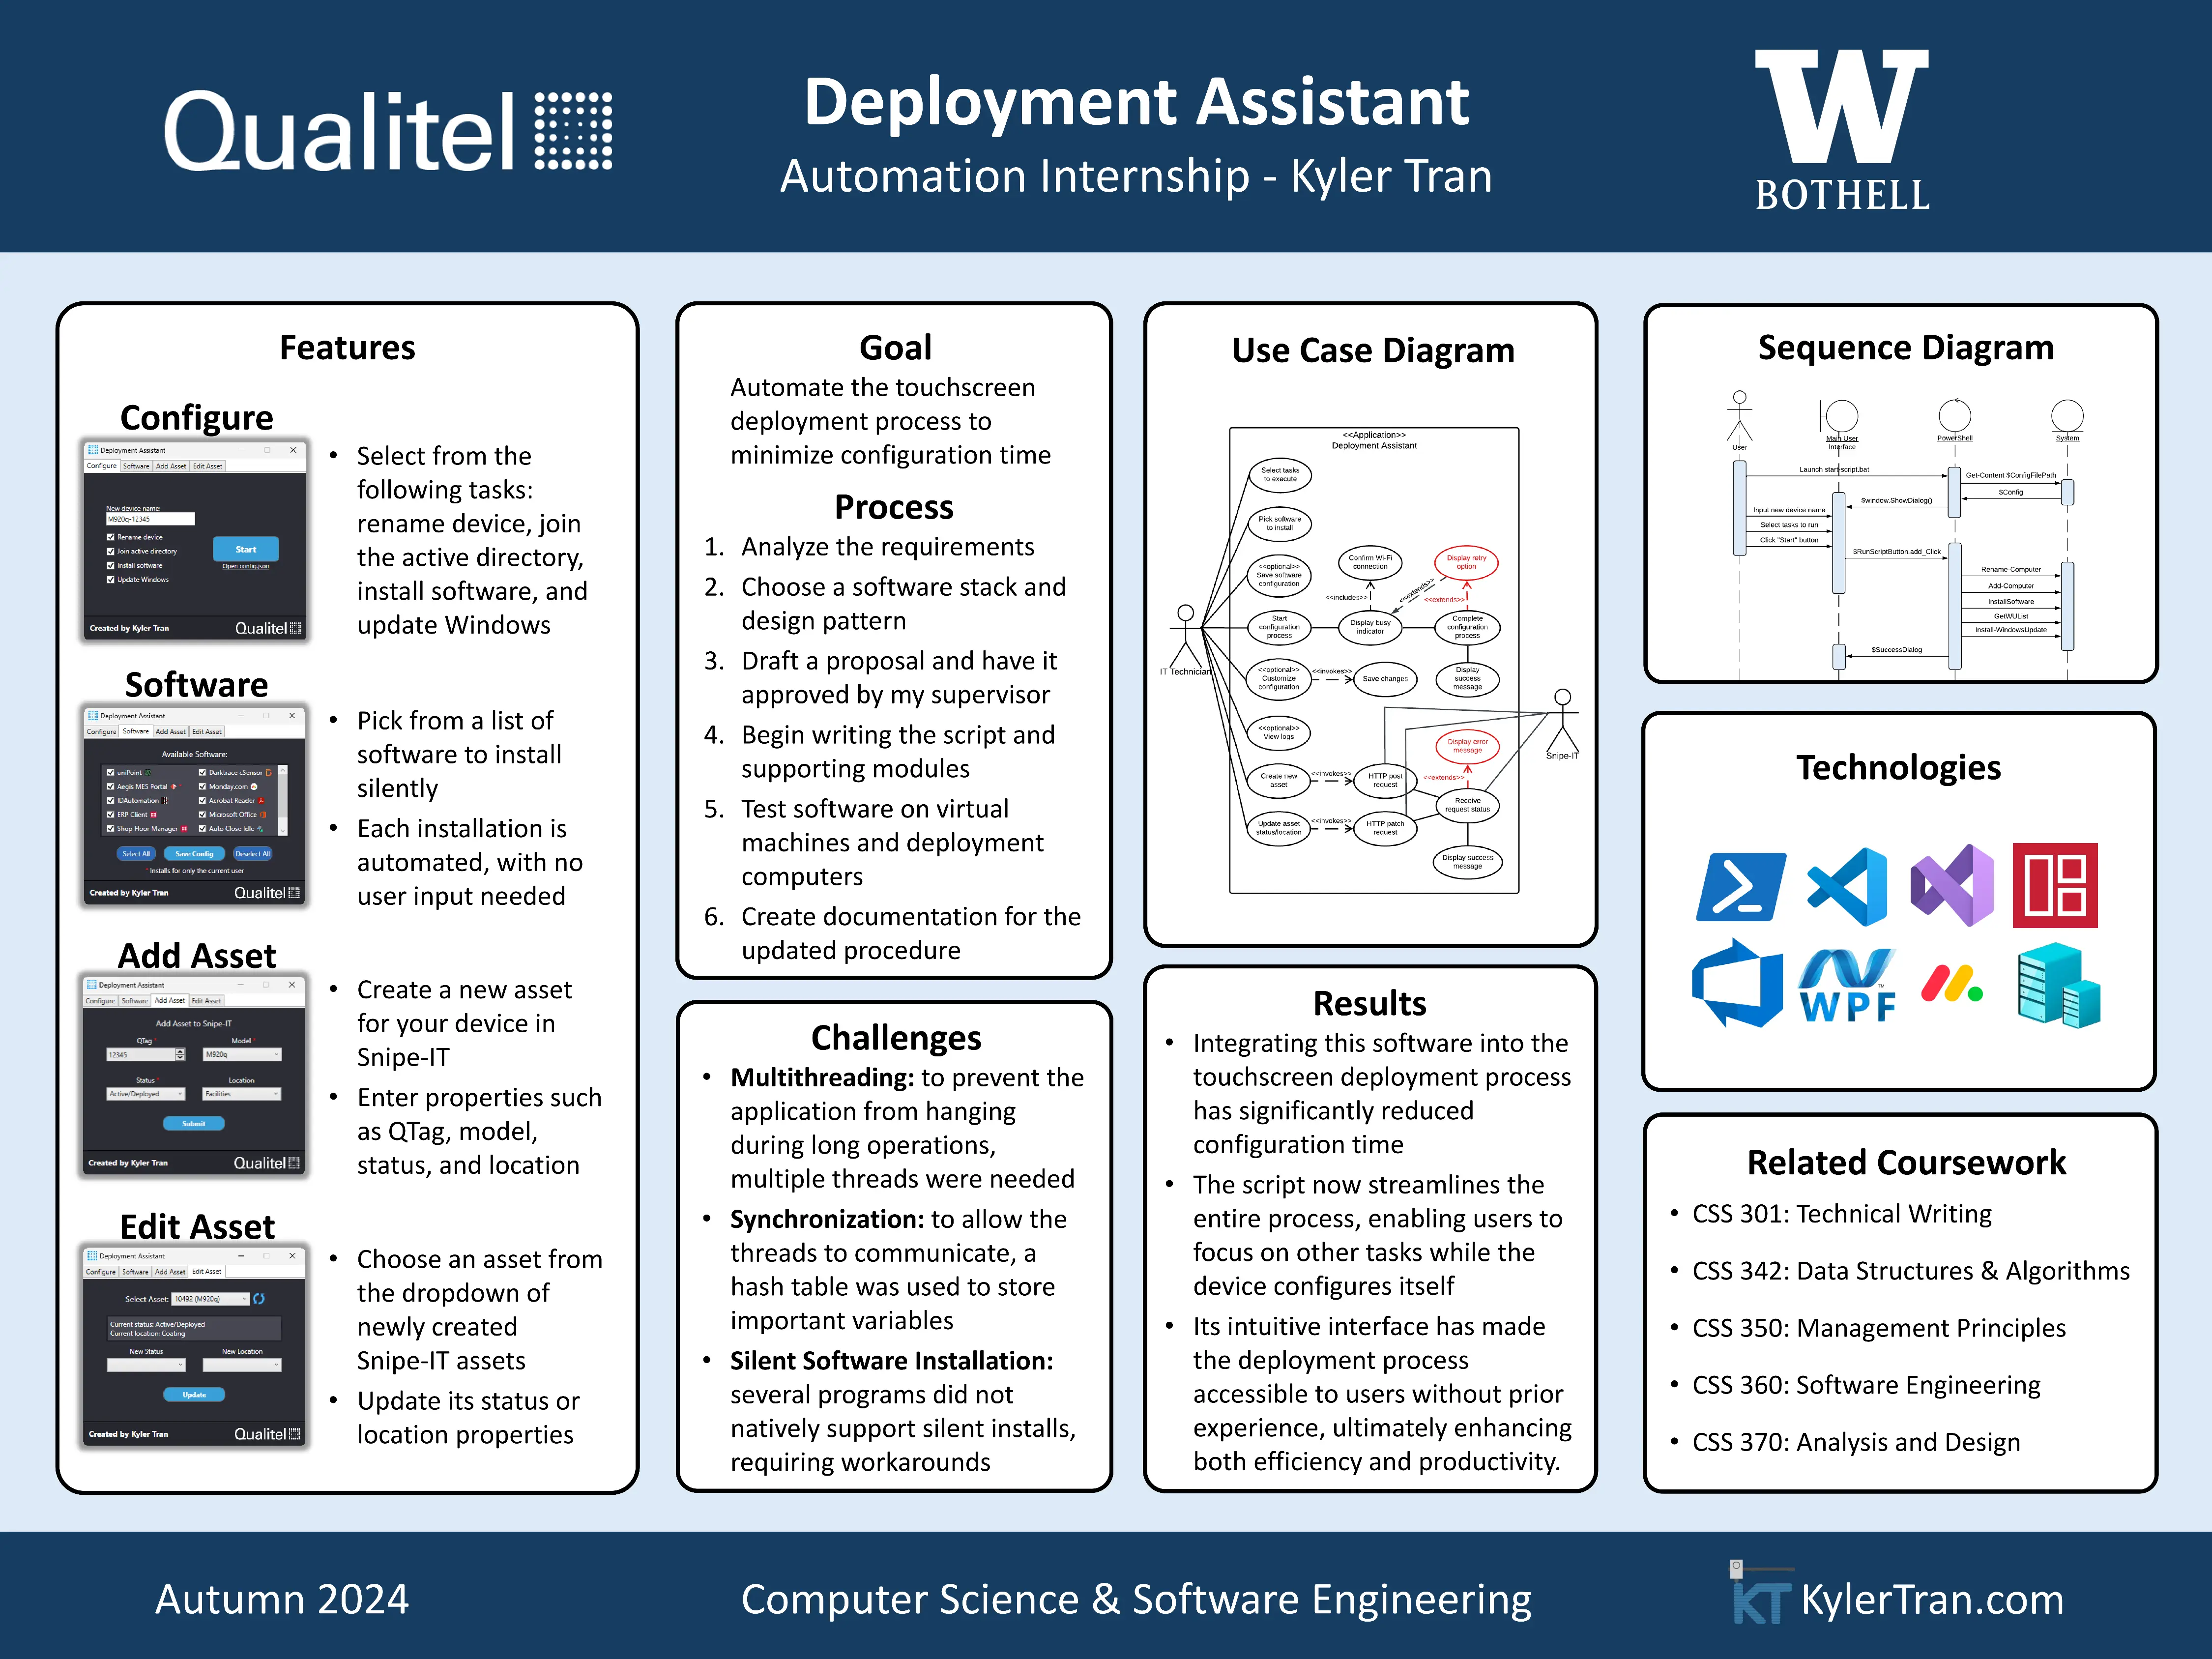 Qualitel
Deployment Assistant
Automation Internship - Kyler Tran
W
BOTHELL
Features
Configure
Deployment Assistant
Configure Software Add Asset Edit Asset
New device name:
M920q-12345
Rename device
Join active directory
Install software
Update Windows
Start
Open config.json
Created by Kyler Tran Qualitel
• Select from the
following tasks:
rename device, join
the active directory,
install software, and
update Windows
Software
Deployment Assistant
Configure Software Add Asset Edit Asset
Available Software:
uniPoint Darktrace cSensor
Aegis MES Portal Monday.com
IDAutomation Acrobat Reader
ERP Client Microsoft Office
Shop Floor Manager Auto Close Idle
Select All Save Config Deselect All
* Installs for only the current user
Created by Kyler Tran Qualitel
• Pick from a list of
software to install
silently
• Each installation is
automated, with no
user input needed
Add Asset
Deployment Assistant
Configure Software Add Asset Edit Asset
Add Asset to Snipe-IT
QTag * Model *
12345 M920q
Status * Location
Active/Deployed Facilities
Submit
Created by Kyler Tran Qualitel
• Create a new asset
for your device in
Snipe-IT
• Enter properties such
as QTag, model,
status, and location
Edit Asset
Deployment Assistant
Configure Software Add Asset Edit Asset
Select Asset: 10492 (M920q)
Current status: Active/Deployed
Current location: Coating
New Status New Location
Update
Created by Kyler Tran Qualitel
• Choose an asset from
the dropdown of
newly created
Snipe-IT assets
• Update its status or
location properties
Goal
Automate the touchscreen
deployment process to
minimize configuration time
Process
1. Analyze the requirements
2. Choose a software stack and
design pattern
3. Draft a proposal and have it
approved by my supervisor
4. Begin writing the script and
supporting modules
5. Test software on virtual
machines and deployment
computers
6. Create documentation for the
updated procedure
Challenges
• Multithreading: to prevent the
application from hanging
during long operations,
multiple threads were needed
• Synchronization: to allow the
threads to communicate, a
hash table was used to store
important variables
• Silent Software Installation:
several programs did not
natively support silent installs,
requiring workarounds
Use Case Diagram
<<Application>>
Deployment Assistant
Select tasks
to execute
Pick software
to install
<<optional>>
Save software
configuration
Confirm Wi-Fi
connection
Display retry
option
<<includes>>
<<extends>>
<<extends>>
Start
configuration
process
Display busy
indicator
Complete
configuration
process
IT Technician
<<optional>>
Customize
configuration
<<invokes>>
Save changes
Display
success
message
<<optional>>
View logs
Display error
message
Snipe-IT
Create new
asset
<<invokes>>
HTTP post
request
<<extends>>
Receive
request status
Update asset
status/location
<<invokes>>
HTTP patch
request
Display success
message
Results
• Integrating this software into the
touchscreen deployment process
has significantly reduced
configuration time
• The script now streamlines the
entire process, enabling users to
focus on other tasks while the
device configures itself
• Its intuitive interface has made
the deployment process
accessible to users without prior
experience, ultimately enhancing
both efficiency and productivity.
Sequence Diagram
User
Main User
Interface
PowerShell
System
Launch start script.bat
Get-Content $ConfigFilePath
$Config
$window.ShowDialog()
Input new device name
Select tasks to run
Click "Start" button
$RunScriptButton.add_Click
Rename-Computer
Add-Computer
InstallSoftware
GetWUList
Install-WindowsUpdate
$SuccessDialog
Technologies
WPF
TM
Related Coursework
• CSS 301: Technical Writing
• CSS 342: Data Structures & Algorithms
• CSS 350: Management Principles
• CSS 360: Software Engineering
• CSS 370: Analysis and Design
Autumn 2024
Computer Science & Software Engineering
KT KylerTran.com